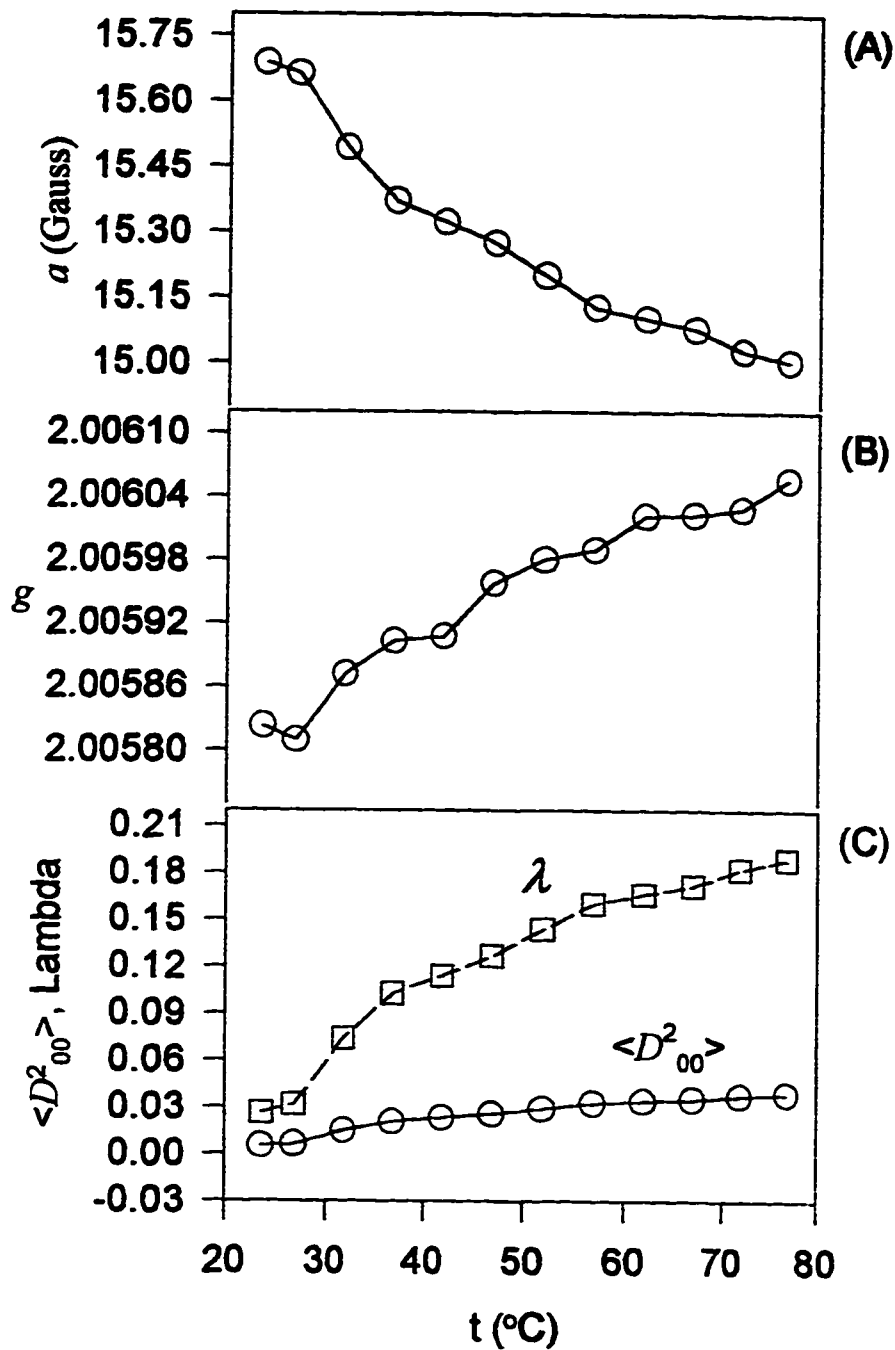 (A)
a (Gauss)
15.75
15.60
15.45
15.30
15.15
15.00
(B)
g
2.00610
2.00604
2.00598
2.00592
2.00586
2.00580
(C)
<D²₀₀>, Lambda
0.21
0.18
0.15
0.12
0.09
0.06
0.03
0.00
-0.03
λ
<D²₀₀>
20 30 40 50 60 70 80
t (°C)